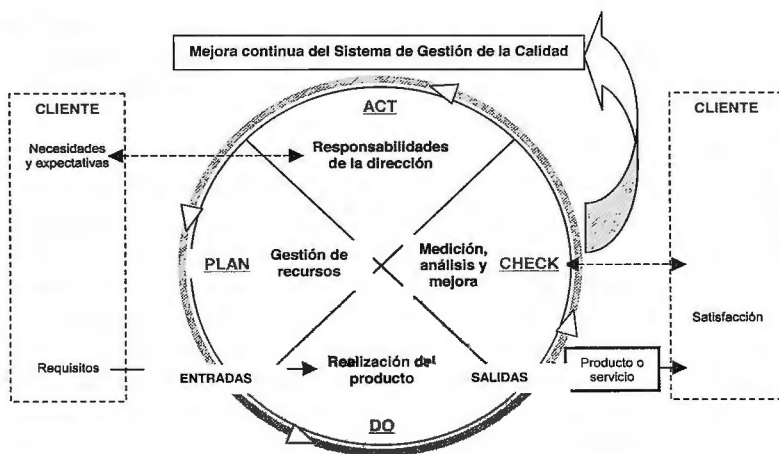 Mejora continua del Sistema de Gestión de la Calidad
CLIENTE
ACT
CLIENTE
Necesidades
y expectativas
Responsabilidades
de la dirección
PLAN
Gestión de
recursos
Medición,
análisis y
mejora
CHECK
Satisfacción
Requisitos
ENTRADAS
Realización del
producto
SALIDAS
Producto o
servicio
DO